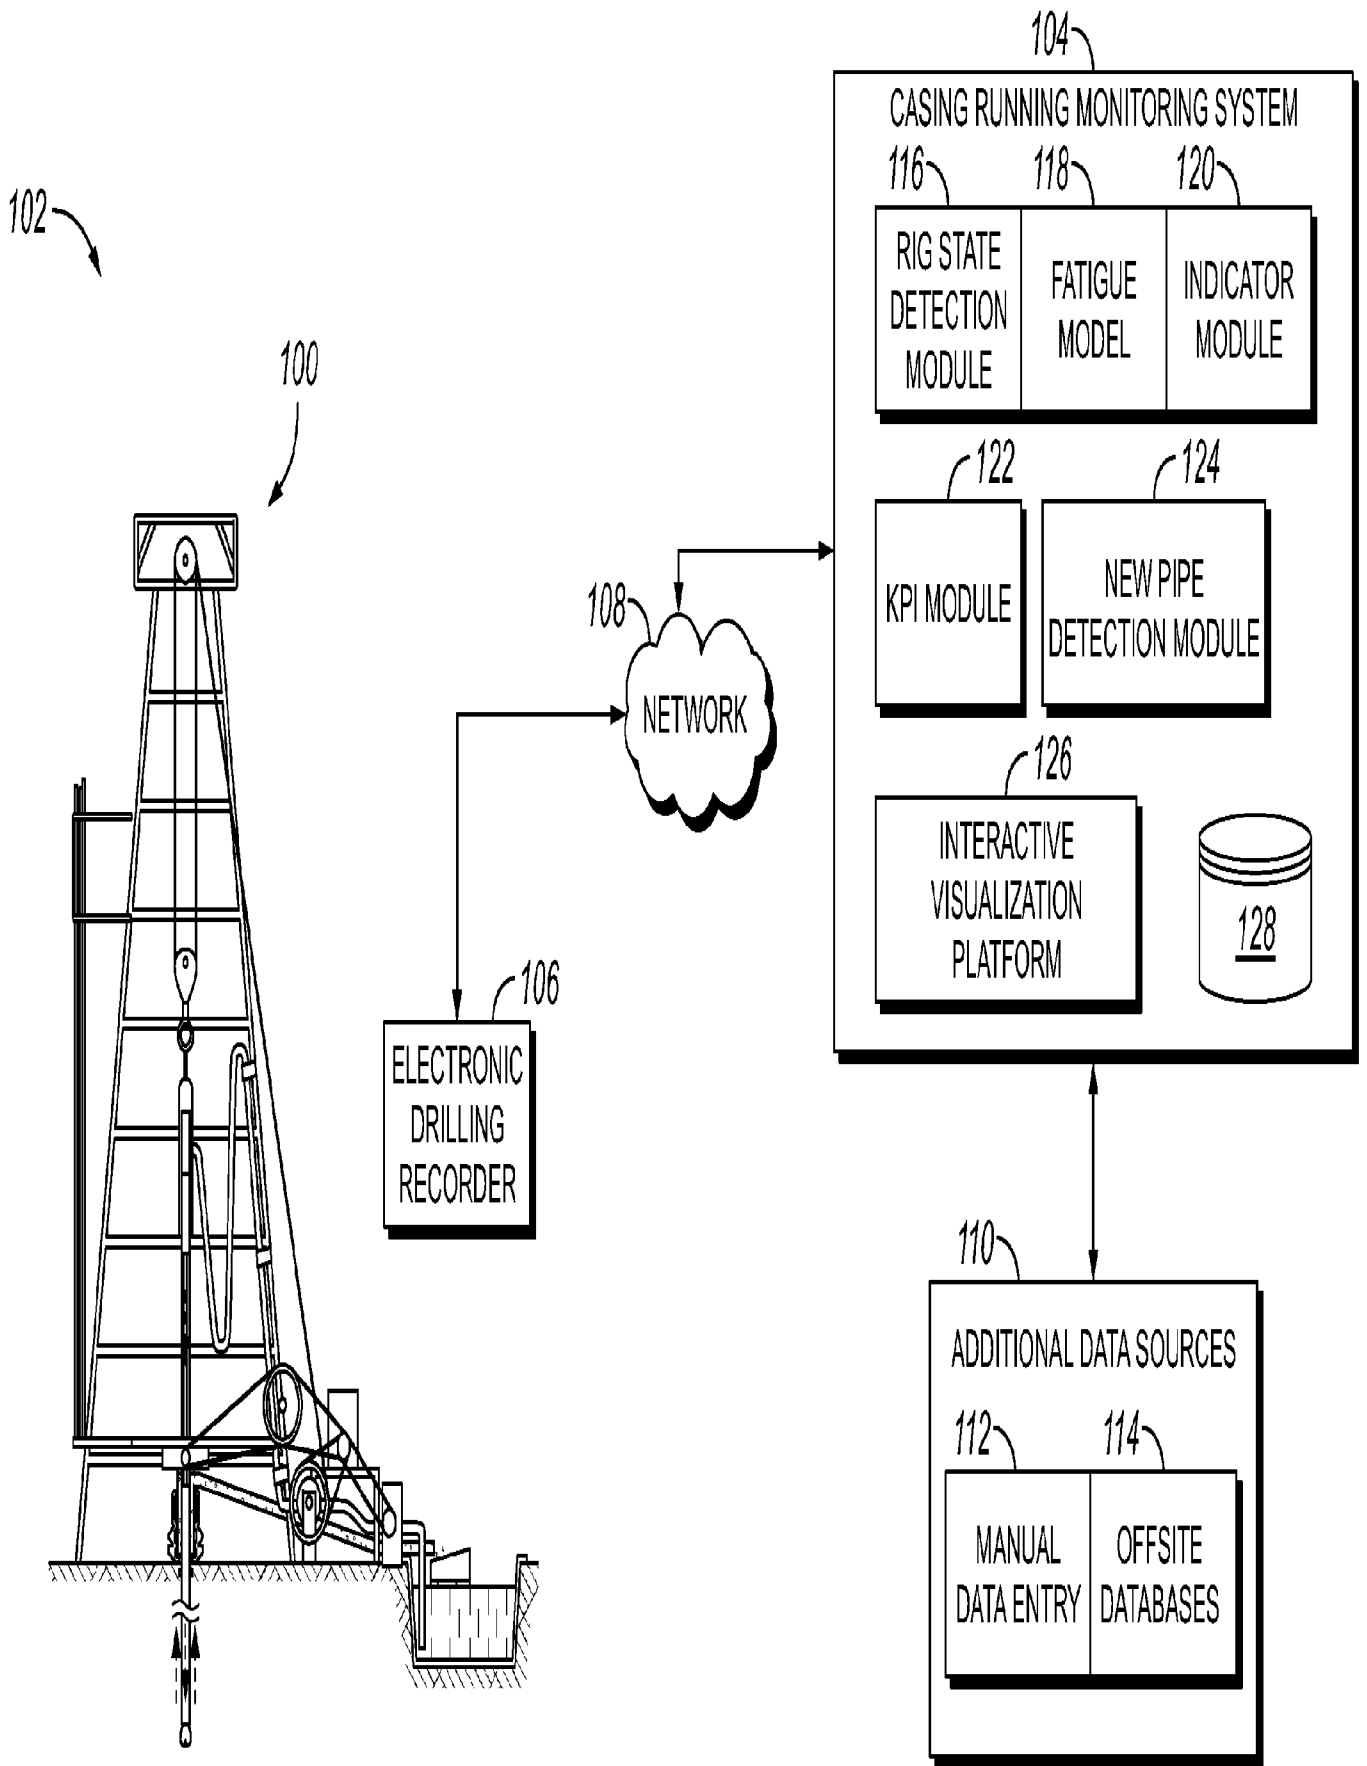 104
CASING RUNNING MONITORING SYSTEM
116
118
120
RIG STATE
DETECTION
MODULE
FATIGUE
MODEL
INDICATOR
MODULE
102
100
122
124
KPI MODULE
NEW PIPE
DETECTION MODULE
108
NETWORK
126
INTERACTIVE
VISUALIZATION
PLATFORM
128
106
ELECTRONIC
DRILLING
RECORDER
110
ADDITIONAL DATA SOURCES
112
114
MANUAL
DATA ENTRY
OFFSITE
DATABASES